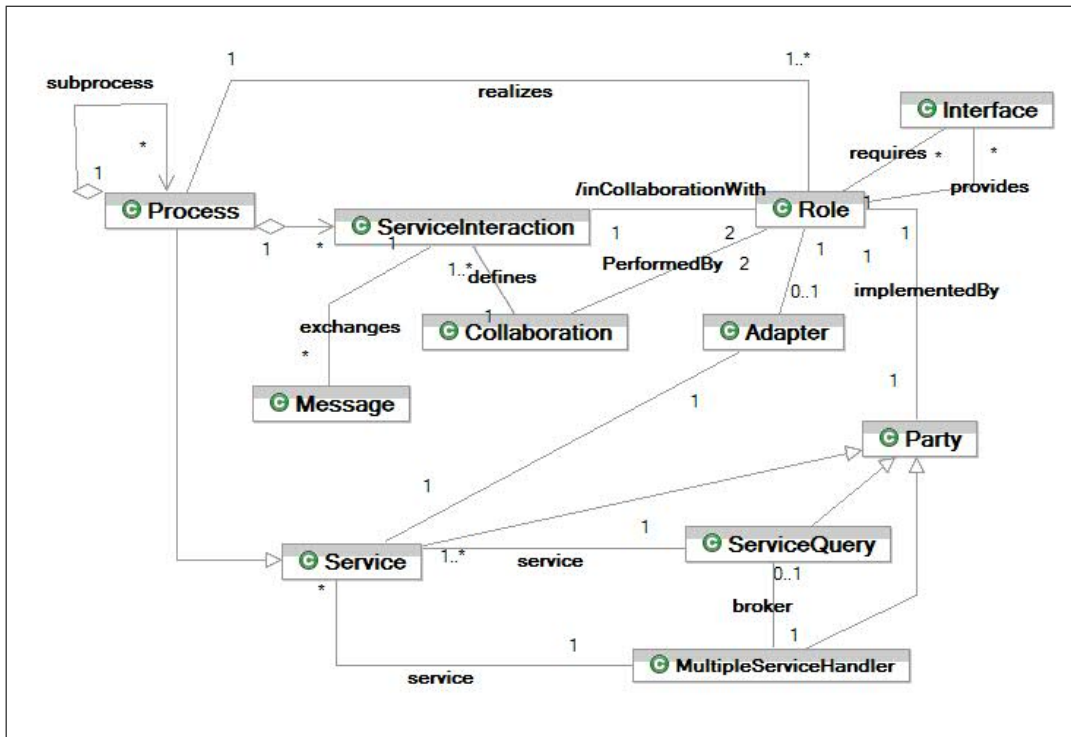 1
1..*
subprocess
realizes
C Interface
*
requires
*
*
1
/inCollaborationWith
1
provides
C Process
C Role
C ServiceInteraction
1
*
1
1
2
1
1
1
1..*
defines
PerformedBy
2
0..1
implementedBy
exchanges
1
C Collaboration
C Adapter
*
C Message
1
1
C Party
1
1
C ServiceQuery
C Service
1..*
service
0..1
*
broker
1
1
C MultipleServiceHandler
service